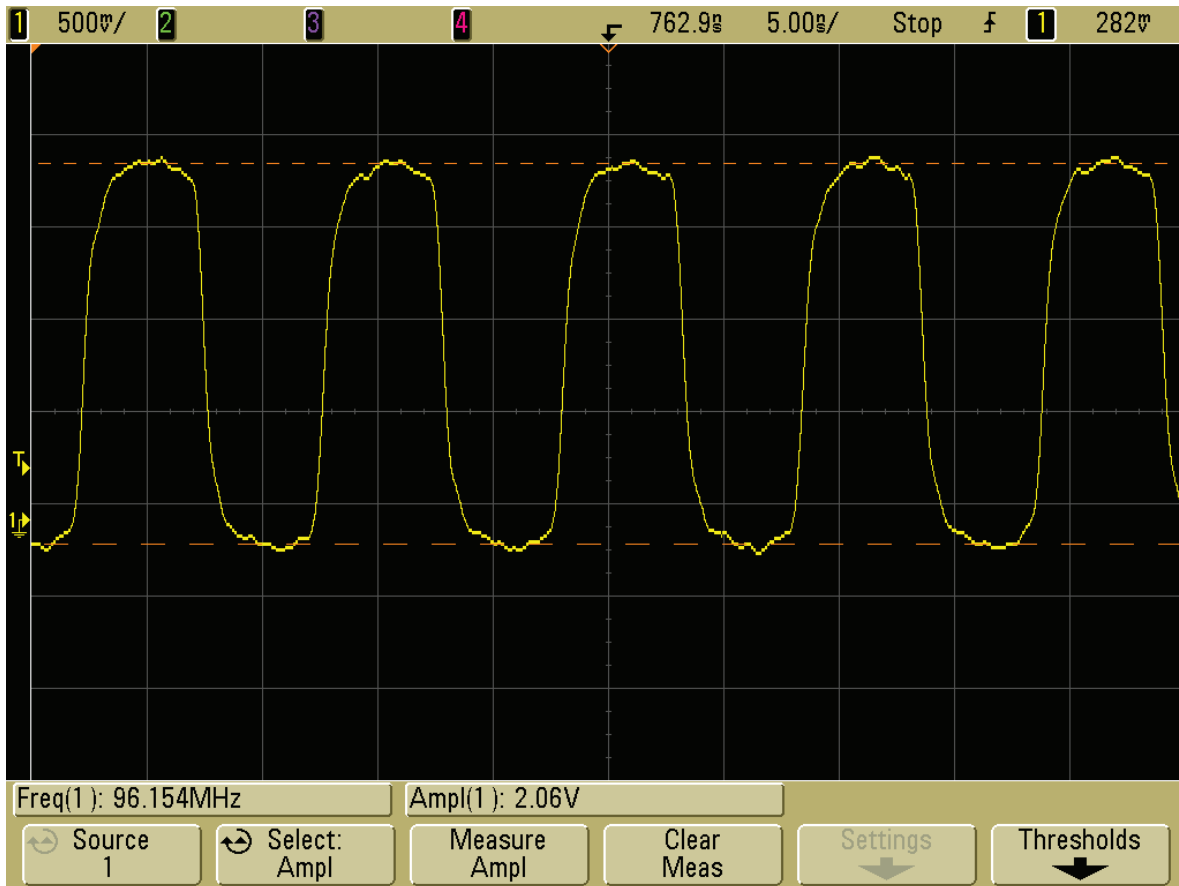 1 500mV/ 2 3 4 762.9ns 5.00ns/ Stop 1 282mV
T
1
Freq(1): 96.154MHz Ampl(1): 2.06V
Source Select: Measure Clear Settings Thresholds
1 Ampl Ampl Meas